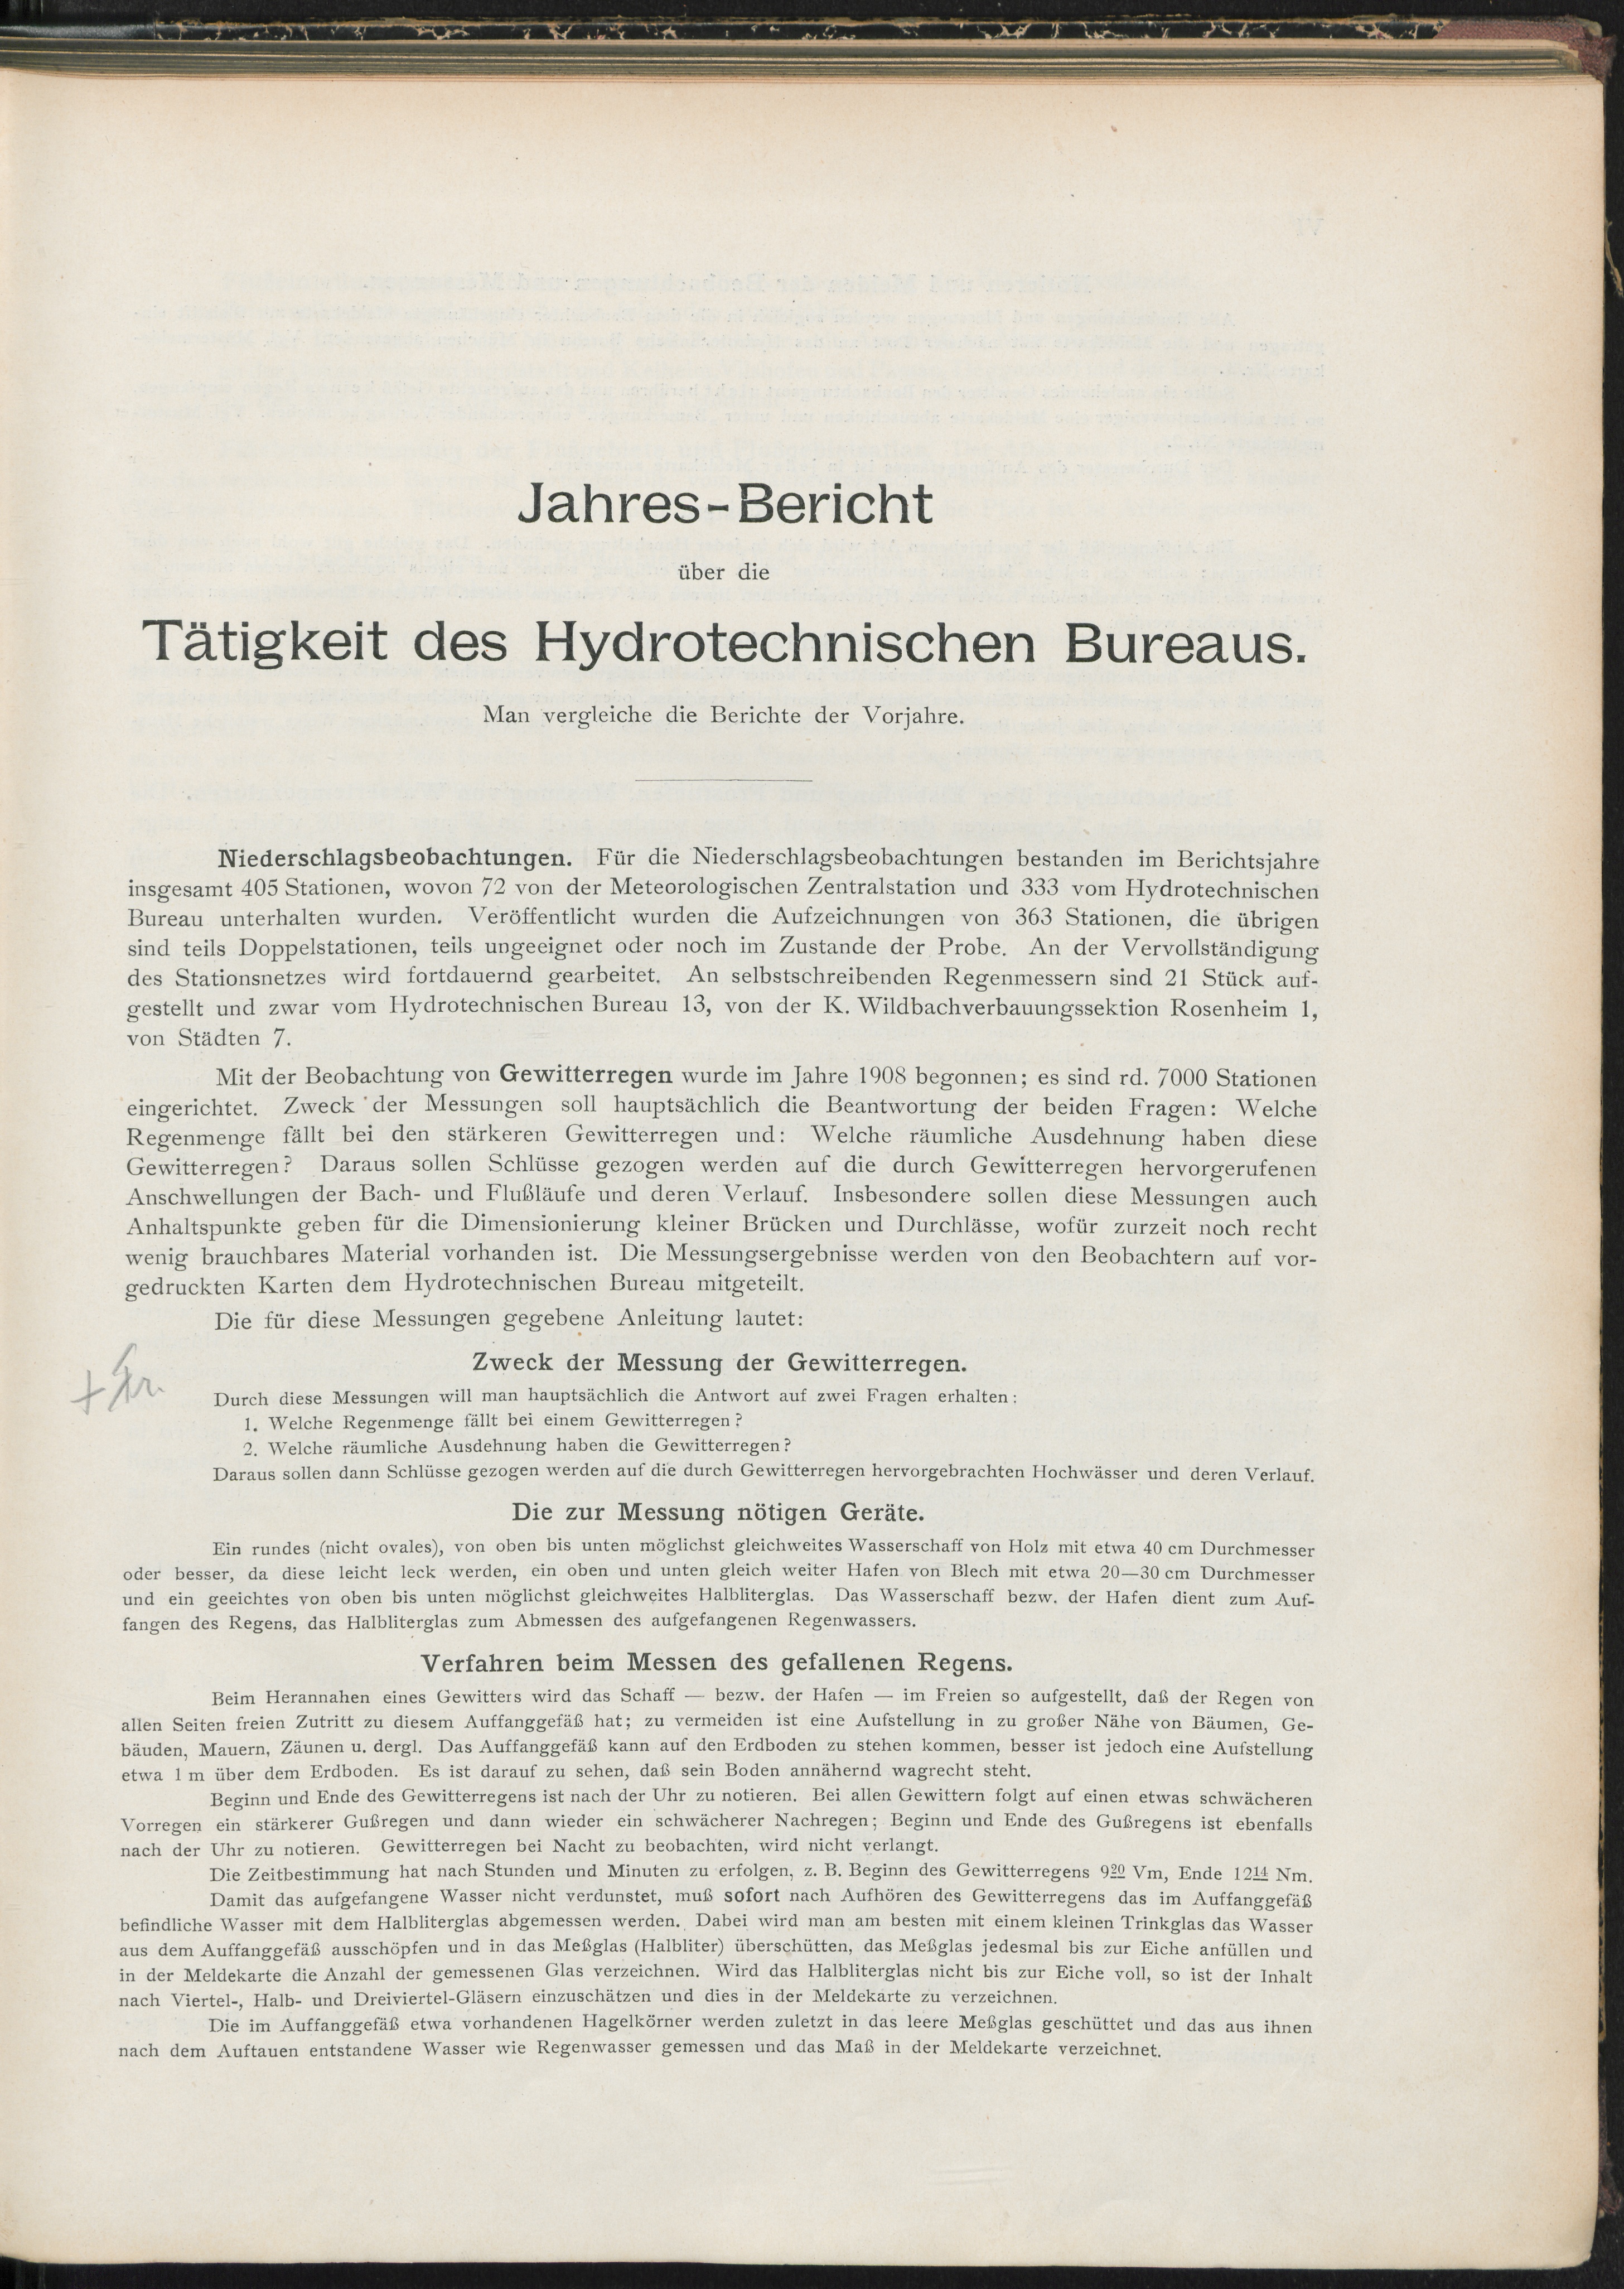 Jahres-Bericht
über die
Tätigkeit des Hydrotechnischen Bureaus.
Man vergleiche die Berichte der Vorjahre.
Niederschlagsbeobachtungen. Für die Niederschlagsbeobachtungen bestanden im Berichtsjahre
insgesamt 405 Stationen, wovon 72 von der Meteorologischen Zentralstation und 333 vom Hydrotechnischen
Bureau unterhalten wurden. Veröffentlicht wurden die Aufzeichnungen von 363 Stationen, die übrigen
sind teils Doppelstationen, teils ungeeignet oder noch im Zustande der Probe. An der Vervollständigung
des Stationsnetzes wird fortdauernd gearbeitet. An selbstschreibenden Regenmessern sind 21 Stück auf-
gestellt und zwar vom Hydrotechnischen Bureau 13, von der K. Wildbachverbauungssektion Rosenheim 1,
von Städten 7.
Mit der Beobachtung von Gewitterregen wurde im Jahre 1908 begonnen; es sind rd. 7000 Stationen
eingerichtet. Zweck der Messungen soll hauptsächlich die Beantwortung der beiden Fragen: Welche
Regenmenge fällt bei den stärkeren Gewitterregen und: Welche räumliche Ausdehnung haben diese
Gewitterregen? Daraus sollen Schlüsse gezogen werden auf die durch Gewitterregen hervorgerufenen
Anschwellungen der Bach- und Flußläufe und deren Verlauf. Insbesondere sollen diese Messungen auch
Anhaltspunkte geben für die Dimensionierung kleiner Brücken und Durchlässe, wofür zurzeit noch recht
wenig brauchbares Material vorhanden ist. Die Messungsergebnisse werden von den Beobachtern auf vor-
gedruckten Karten dem Hydrotechnischen Bureau mitgeteilt.
Die für diese Messungen gegebene Anleitung lautet:
Zweck der Messung der Gewitterregen.
Durch diese Messungen will man hauptsächlich die Antwort auf zwei Fragen erhalten:
1. Welche Regenmenge fällt bei einem Gewitterregen?
2. Welche räumliche Ausdehnung haben die Gewitterregen?
Daraus sollen dann Schlüsse gezogen werden auf die durch Gewitterregen hervorgebrachten Hochwässer und deren Verlauf.
Die zur Messung nötigen Geräte.
Ein rundes (nicht ovales), von oben bis unten möglichst gleichweites Wasserschaff von Holz mit etwa 40 cm Durchmesser
oder besser, da diese leicht leck werden, ein oben und unten gleich weiter Hafen von Blech mit etwa 20—30 cm Durchmesser
und ein geeichtes von oben bis unten möglichst gleichweites Halbliterglas. Das Wasserschaff bezw. der Hafen dient zum Auf-
fangen des Regens, das Halbliterglas zum Abmessen des aufgefangenen Regenwassers.
Verfahren beim Messen des gefallenen Regens.
Beim Herannahen eines Gewitters wird das Schaff — bezw. der Hafen — im Freien so aufgestellt, daß der Regen von
allen Seiten freien Zutritt zu diesem Auffanggefäß hat; zu vermeiden ist eine Aufstellung in zu großer Nähe von Bäumen, Ge-
bäuden, Mauern, Zäunen u. dergl. Das Auffanggefäß kann auf den Erdboden zu stehen kommen, besser ist jedoch eine Aufstellung
etwa 1 m über dem Erdboden. Es ist darauf zu sehen, daß sein Boden annähernd wagrecht steht.
Beginn und Ende des Gewitterregens ist nach der Uhr zu notieren. Bei allen Gewittern folgt auf einen etwas schwächeren
Vorregen ein stärkerer Gußregen und dann wieder ein schwächerer Nachregen; Beginn und Ende des Gußregens ist ebenfalls
nach der Uhr zu notieren. Gewitterregen bei Nacht zu beobachten, wird nicht verlangt.
Die Zeitbestimmung hat nach Stunden und Minuten zu erfolgen, z. B. Beginn des Gewitterregens 9²⁰ Vm, Ende 12¹⁴ Nm.
Damit das aufgefangene Wasser nicht verdunstet, muß sofort nach Aufhören des Gewitterregens das im Auffanggefäß
befindliche Wasser mit dem Halbliterglas abgemessen werden. Dabei wird man am besten mit einem kleinen Trinkglas das Wasser
aus dem Auffanggefäß ausschöpfen und in das Meßglas (Halbliter) überschütten, das Meßglas jedesmal bis zur Eiche anfüllen und
in der Meldekarte die Anzahl der gemessenen Glas verzeichnen. Wird das Halbliterglas nicht bis zur Eiche voll, so ist der Inhalt
nach Viertel-, Halb- und Dreiviertel-Gläsern einzuschätzen und dies in der Meldekarte zu verzeichnen.
Die im Auffanggefäß etwa vorhandenen Hagelkörner werden zuletzt in das leere Meßglas geschüttet und das aus ihnen
nach dem Auftauen entstandene Wasser wie Regenwasser gemessen und das Maß in der Meldekarte verzeichnet.